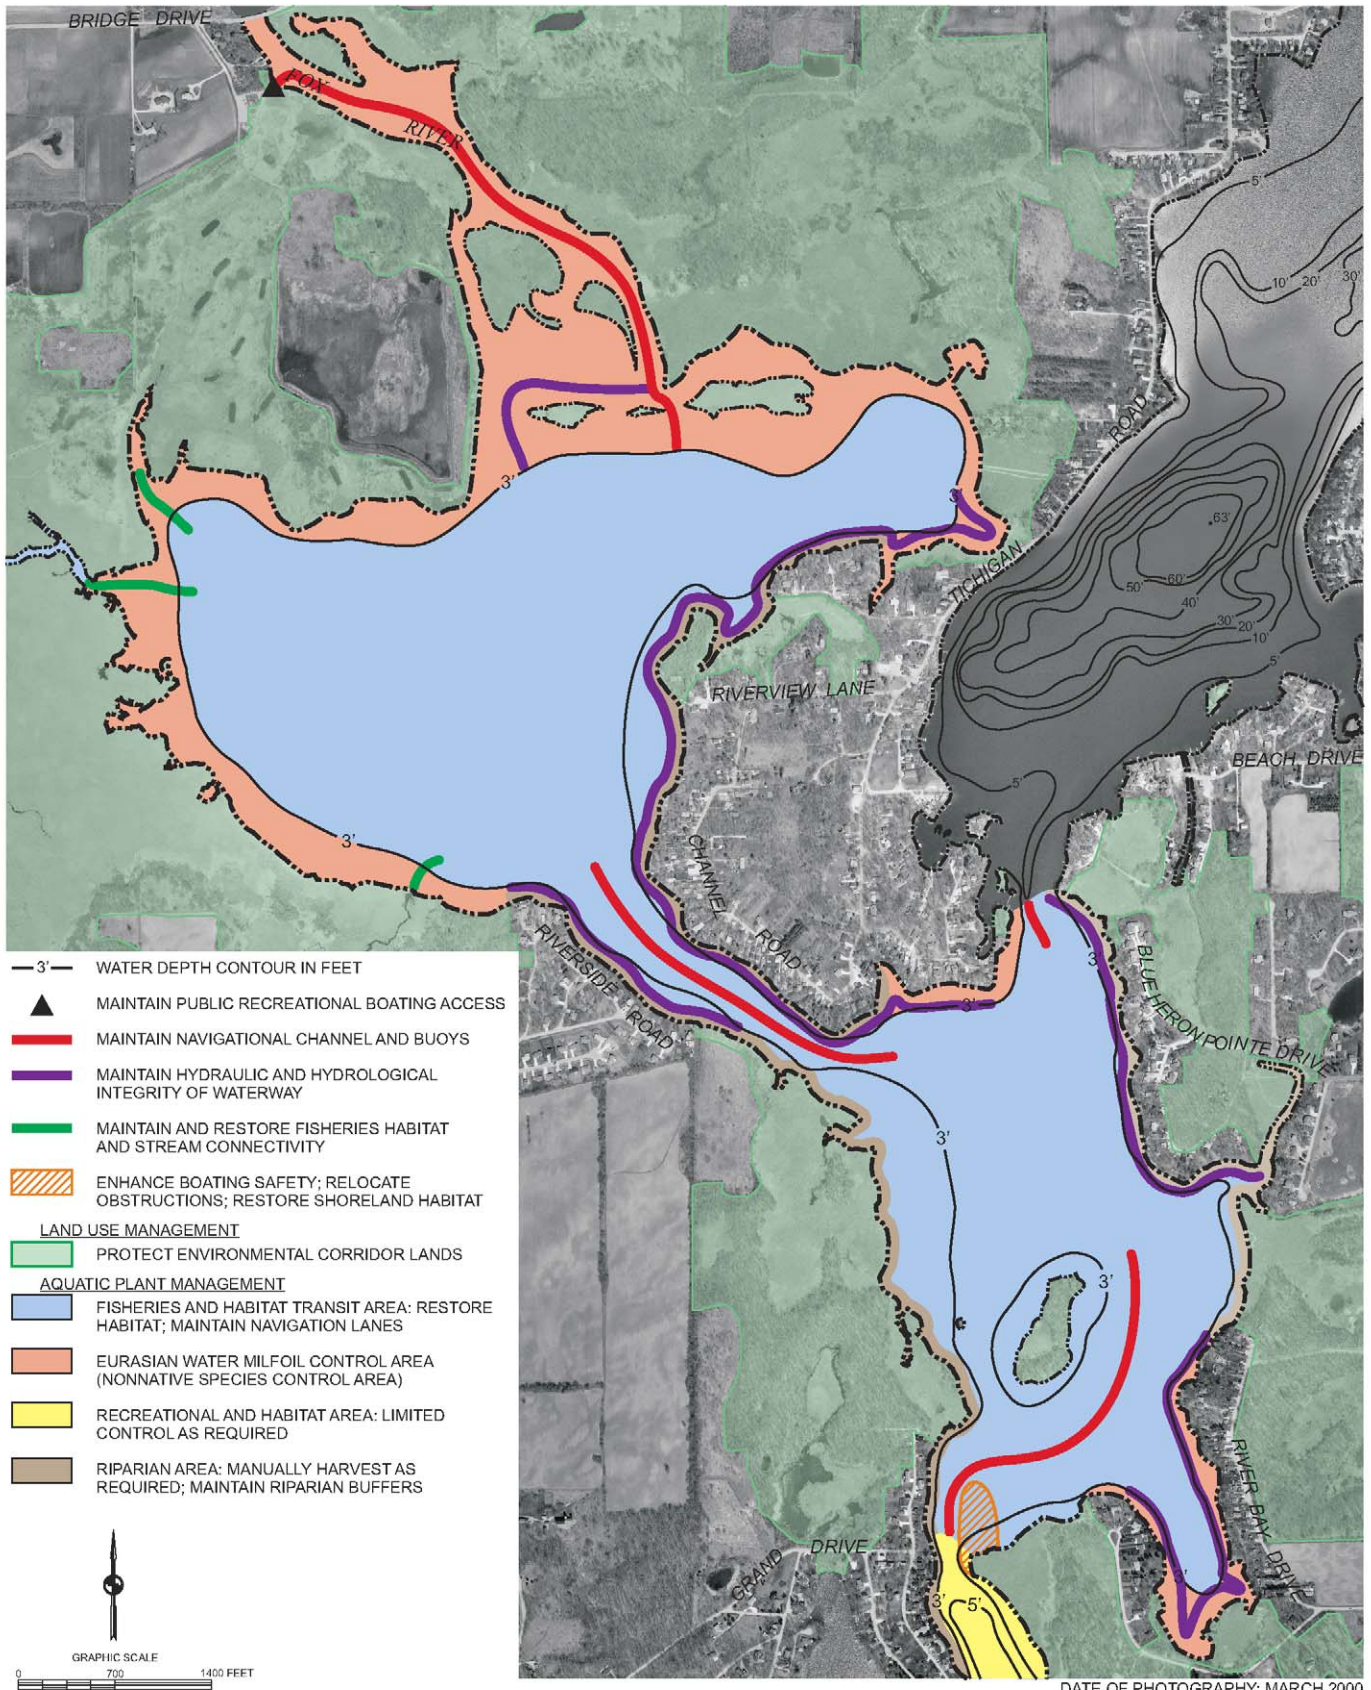 BRIDGE DRIVE
FOX
RIVER
5'
10'
20'
30'
ROAD
3'
3'
63'
TICHIGAN
60'
50'
40'
30'
20'
10'
5'
RIVERVIEW LANE
BEACH DRIVE
5'
3'
CHANNEL
ROAD
RIVERSIDE
ROAD
3'
3'
BLUE HERON POINTE DRIVE
3'
3'
RIVER BAY DRIVE
GRAND
DRIVE
3'
3'
5'
3' WATER DEPTH CONTOUR IN FEET
MAINTAIN PUBLIC RECREATIONAL BOATING ACCESS
MAINTAIN NAVIGATIONAL CHANNEL AND BUOYS
MAINTAIN HYDRAULIC AND HYDROLOGICAL
INTEGRITY OF WATERWAY
MAINTAIN AND RESTORE FISHERIES HABITAT
AND STREAM CONNECTIVITY
ENHANCE BOATING SAFETY; RELOCATE
OBSTRUCTIONS; RESTORE SHORELAND HABITAT
LAND USE MANAGEMENT
PROTECT ENVIRONMENTAL CORRIDOR LANDS
AQUATIC PLANT MANAGEMENT
FISHERIES AND HABITAT TRANSIT AREA: RESTORE
HABITAT; MAINTAIN NAVIGATION LANES
EURASIAN WATER MILFOIL CONTROL AREA
(NONNATIVE SPECIES CONTROL AREA)
RECREATIONAL AND HABITAT AREA: LIMITED
CONTROL AS REQUIRED
RIPARIAN AREA: MANUALLY HARVEST AS
REQUIRED; MAINTAIN RIPARIAN BUFFERS
GRAPHIC SCALE
0 700 1400 FEET
DATE OF PHOTOGRAPHY: MARCH 2000